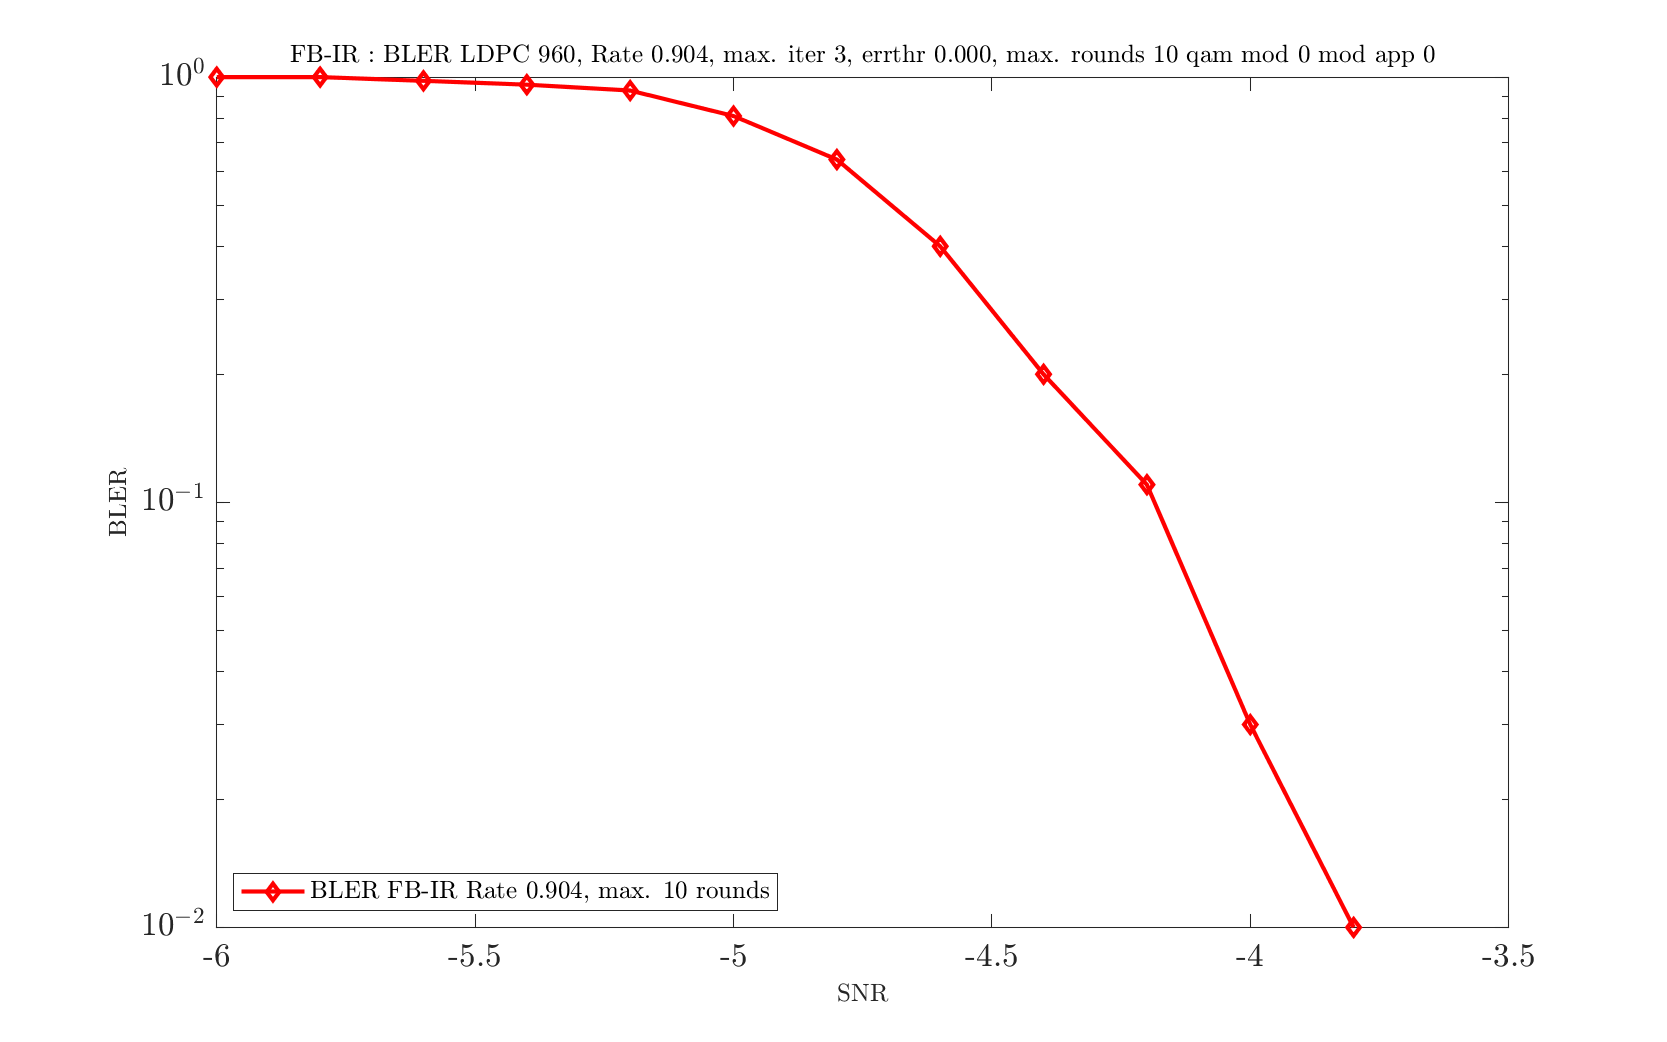 FB-IR : BLER LDPC 960, Rate 0.904, max. iter 3, errthr 0.000, max. rounds 10 qam mod 0 mod app 0
10^0
10^{-1}
10^{-2}
BLER
BLER FB-IR Rate 0.904, max. 10 rounds
-6 -5.5 -5 -4.5 -4 -3.5
SNR